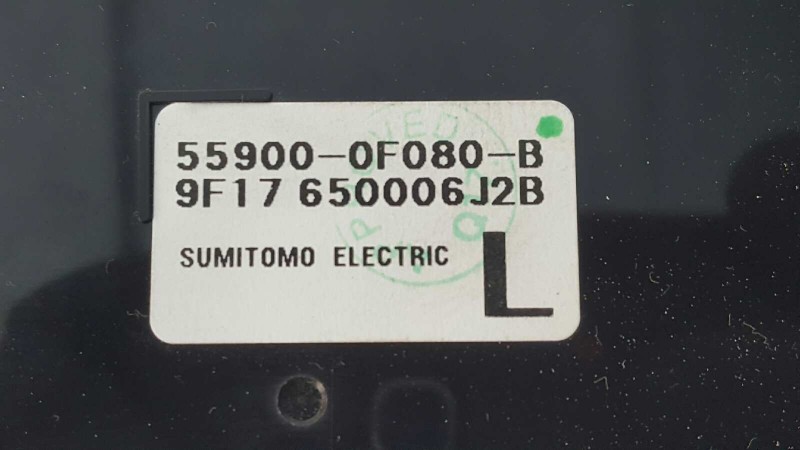 55900-0F080-B
9F17 650006J2B
SUMITOMO ELECTRIC
L